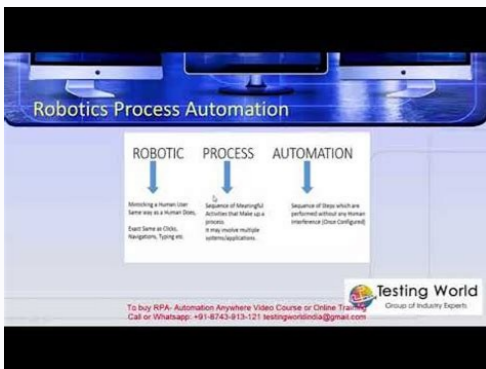 Robotics Process Automation
ROBOTIC
PROCESS
AUTOMATION
Mimicking a Human User
Same way as a Human Does,
Exact Same as Clicks,
Navigations, Typing etc
Sequence of Meaningful
Activities that Make up a
process.
It may involve multiple
systems/applications.
Sequence of Steps which are
performed without any Human
Interference (Once Configured)
Testing World
Group of Industry Experts
To buy RPA- Automation Anywhere Video Course or Online Training
Call or Whatsapp: +91-8743-913-121 testingworldindia@gmail.com